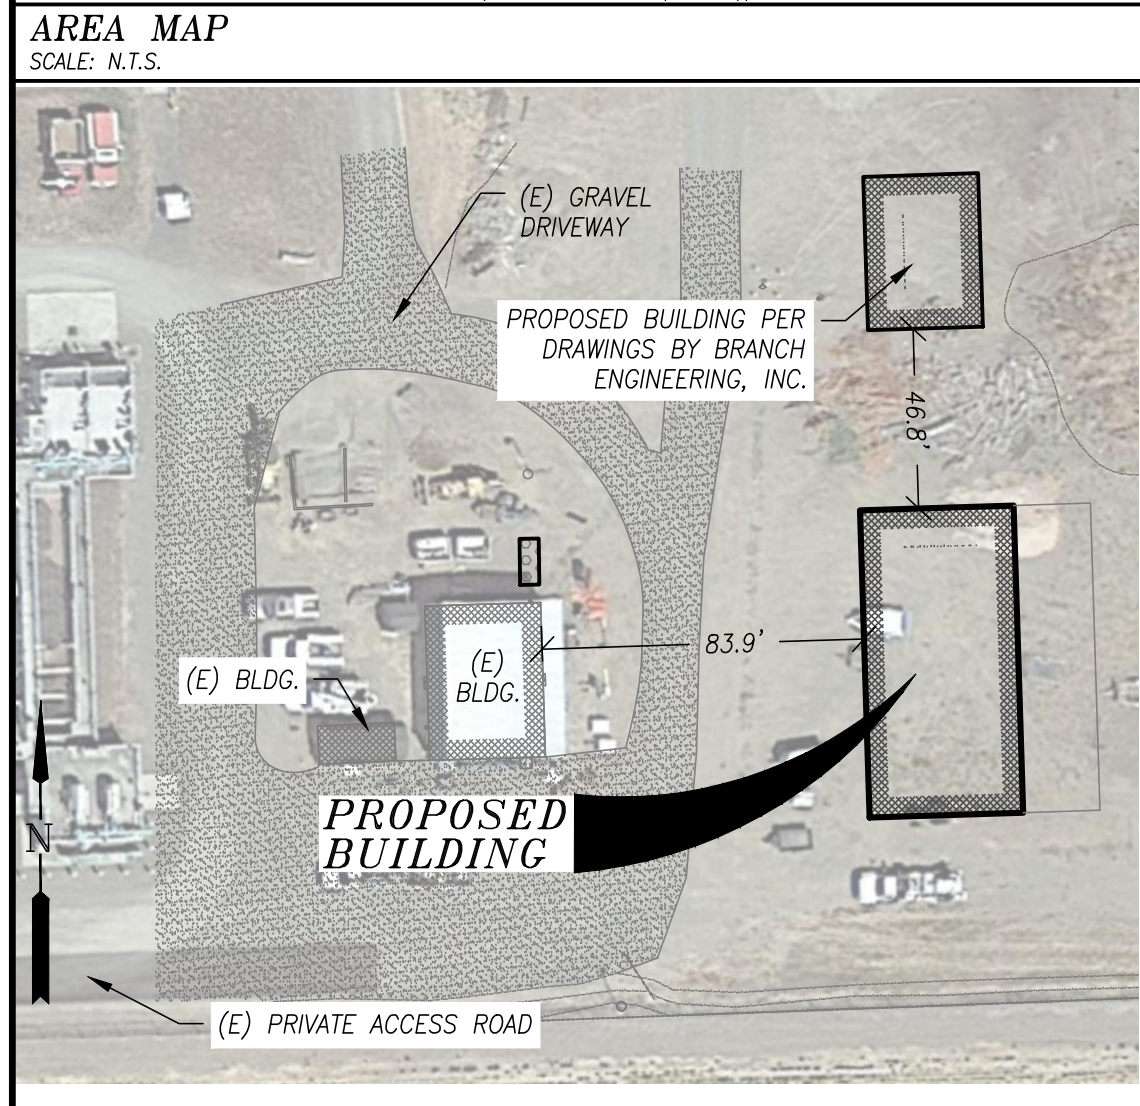 AREA MAP
SCALE: N.T.S.
(E) GRAVEL
DRIVEWAY
PROPOSED BUILDING PER
DRAWINGS BY BRANCH
ENGINEERING, INC.
46.8'
83.9'
(E)
BLDG.
(E) BLDG.
PROPOSED
BUILDING
N
(E) PRIVATE ACCESS ROAD